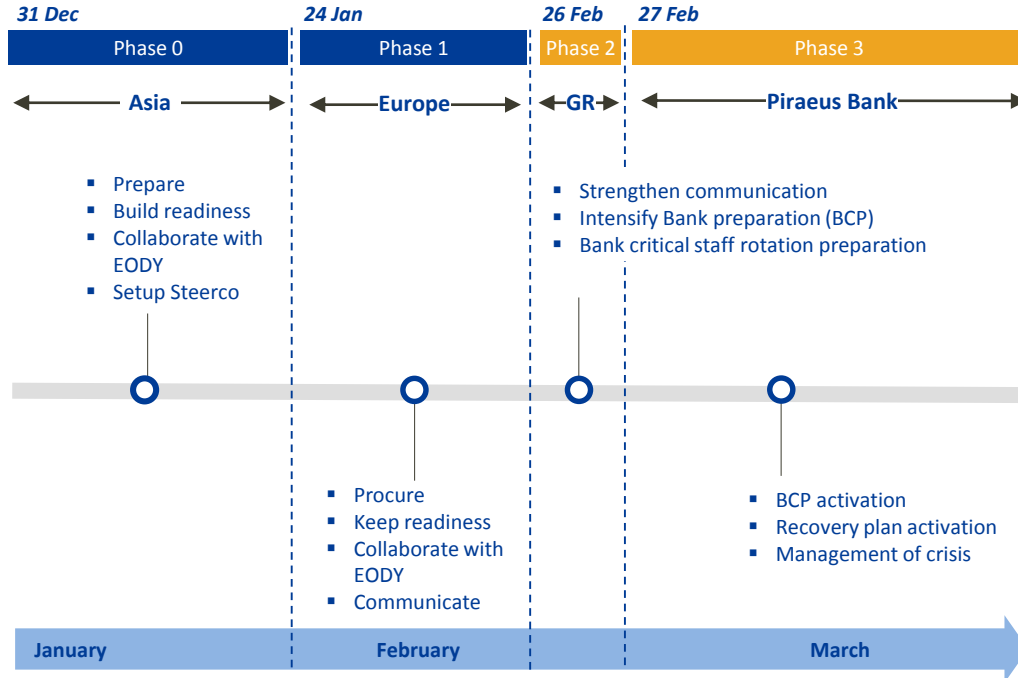 31 Dec
24 Jan
26 Feb
27 Feb
Phase 0
Phase 1
Phase 2
Phase 3
Asia
Europe
GR
Piraeus Bank
▪ Prepare
▪ Build readiness
▪ Collaborate with
EODY
▪ Setup Steerco
▪ Strengthen communication
▪ Intensify Bank preparation (BCP)
▪ Bank critical staff rotation preparation
▪ Procure
▪ Keep readiness
▪ Collaborate with
EODY
▪ Communicate
▪ BCP activation
▪ Recovery plan activation
▪ Management of crisis
January
February
March